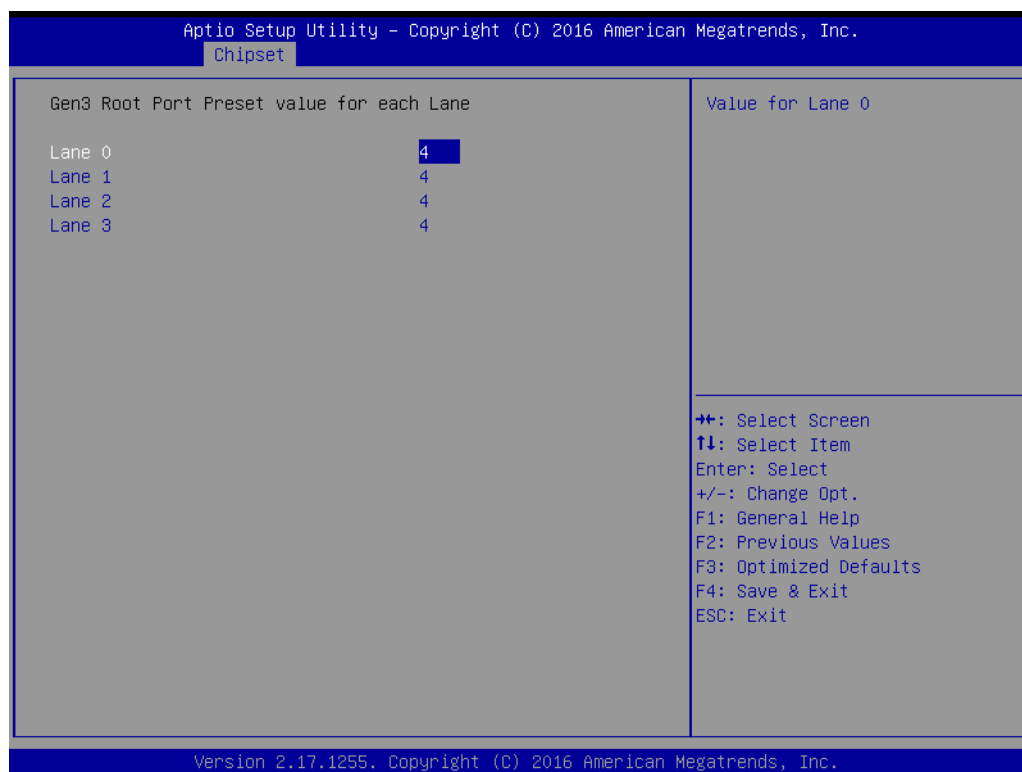 Aptio Setup Utility – Copyright (C) 2016 American Megatrends, Inc.
Chipset
Gen3 Root Port Preset value for each Lane
Lane 0 4
Lane 1 4
Lane 2 4
Lane 3 4
Value for Lane 0
→←: Select Screen
↑↓: Select Item
Enter: Select
+/-: Change Opt.
F1: General Help
F2: Previous Values
F3: Optimized Defaults
F4: Save & Exit
ESC: Exit
Version 2.17.1255. Copyright (C) 2016 American Megatrends, Inc.